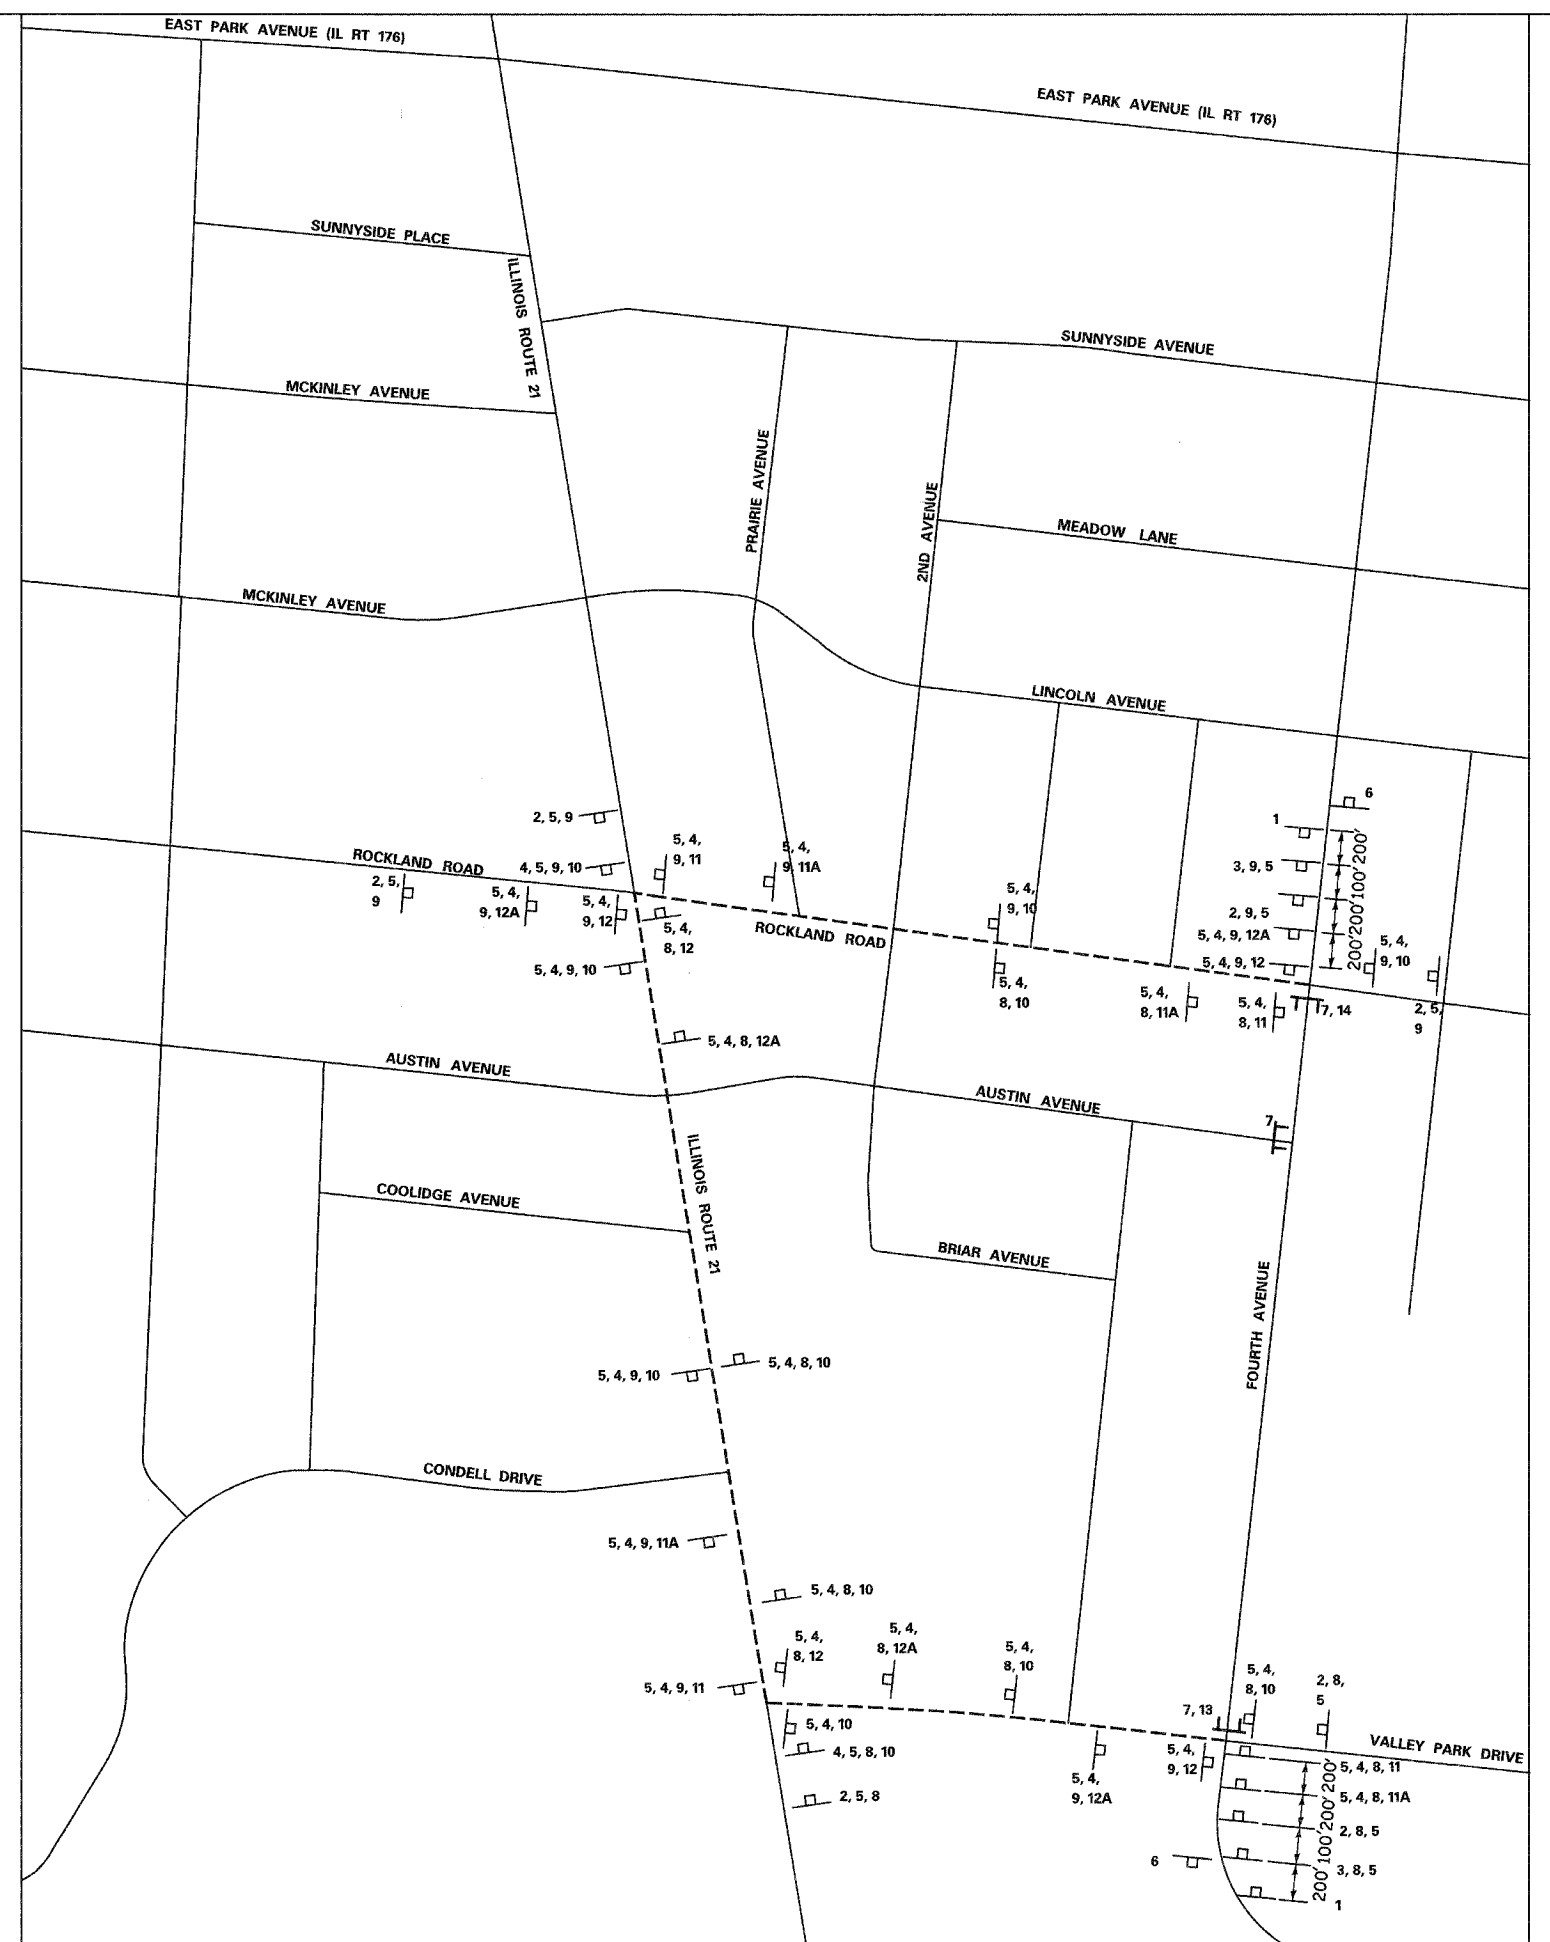 EAST PARK AVENUE (IL RT 176)
EAST PARK AVENUE (IL RT 176)
SUNNYSIDE PLACE
ILLINOIS ROUTE 21
SUNNYSIDE AVENUE
MCKINLEY AVENUE
PRAIRIE AVENUE
2ND AVENUE
MEADOW LANE
MCKINLEY AVENUE
LINCOLN AVENUE
6
1
200'
2, 5, 9
5, 4,
9, 11
5, 4,
9, 11A
3, 9, 5
100'
ROCKLAND ROAD
4, 5, 9, 10
2, 5,
9
5, 4,
9, 12A
5, 4,
9, 12
5, 4,
8, 12
ROCKLAND ROAD
5, 4,
9, 10
2, 9, 5
200'
5, 4, 9, 12A
200'
5, 4,
9, 10
5, 4, 9, 12
5, 4, 9, 10
5, 4,
8, 10
5, 4,
8, 11A
5, 4,
8, 11
7, 14
2, 5,
9
5, 4, 8, 12A
AUSTIN AVENUE
AUSTIN AVENUE
7
ILLINOIS ROUTE 21
COOLIDGE AVENUE
BRIAR AVENUE
FOURTH AVENUE
5, 4, 9, 10
5, 4, 8, 10
CONDELL DRIVE
5, 4, 9, 11A
5, 4, 8, 10
5, 4,
8, 12
5, 4,
8, 12A
5, 4,
8, 10
5, 4,
8, 10
2, 8,
5
5, 4, 9, 11
7, 13
5, 4, 10
4, 5, 8, 10
5, 4,
9, 12
VALLEY PARK DRIVE
5, 4,
9, 12A
200'
5, 4, 8, 11
2, 5, 8
200'
5, 4, 8, 11A
100'
2, 8, 5
6
200'
3, 8, 5
1